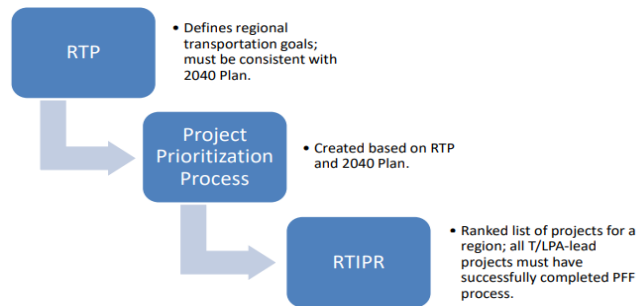 RTP
• Defines regional
transportation goals;
must be consistent with
2040 Plan.
Project
Prioritization
Process
• Created based on RTP
and 2040 Plan.
RTIPR
• Ranked list of projects for a
region; all T/LPA-lead
projects must have
successfully completed PFF
process.